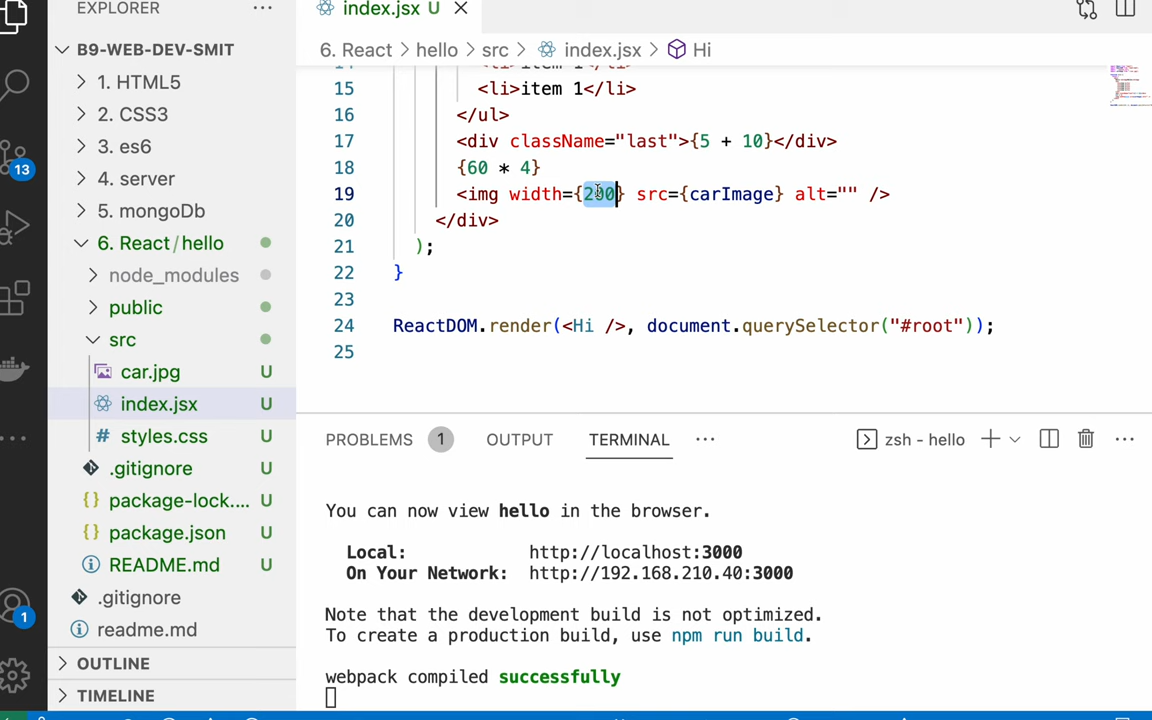 EXPLORER
B9-WEB-DEV-SMIT
1. HTML5
2. CSS3
3. es6
4. server
5. mongoDb
6. React/hello
node_modules
public
src
car.jpg U
index.jsx U
styles.css U
.gitignore U
package-lock.... U
package.json U
README.md U
.gitignore
readme.md
OUTLINE
TIMELINE
13
1
index.jsx U
6. React > hello > src > index.jsx > Hi
15 <li>item 1</li>
16 </ul>
17 <div className="last">{5 + 10}</div>
18 {60 * 4}
19 <img width={200} src={carImage} alt="" />
20 </div>
21 );
22 }
23
24 ReactDOM.render(<Hi />, document.querySelector("#root"));
25
PROBLEMS 1 OUTPUT TERMINAL zsh - hello
You can now view hello in the browser.
Local: http://localhost:3000
On Your Network: http://192.168.210.40:3000
Note that the development build is not optimized.
To create a production build, use npm run build.
webpack compiled successfully